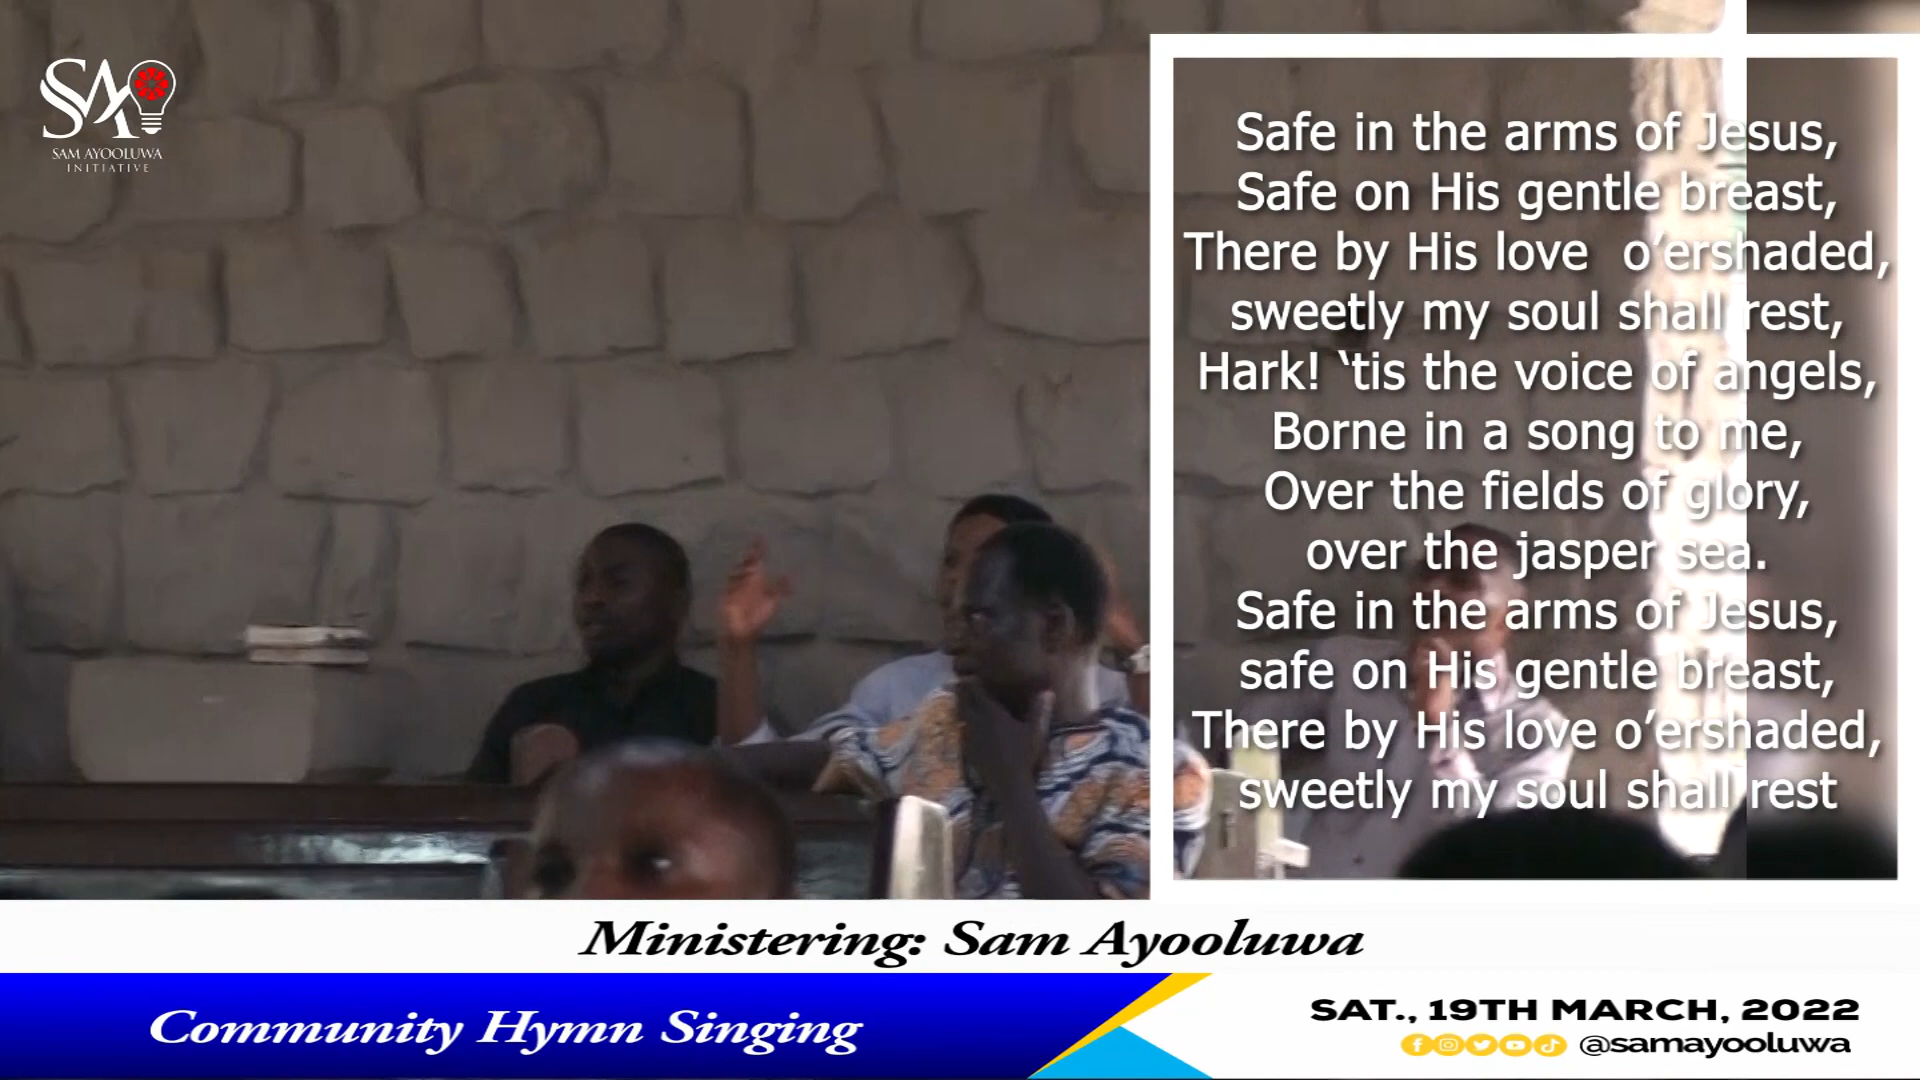 SA
SAM AYOOLUWA
INITIATIVE
Safe in the arms of Jesus,
Safe on His gentle breast,
There by His love  o’ershaded,
sweetly my soul shall rest,
Hark! ‘tis the voice of angels,
Borne in a song to me,
Over the fields of glory,
over the jasper sea.
Safe in the arms of Jesus,
safe on His gentle breast,
There by His love o’ershaded,
sweetly my soul shall rest
Ministering: Sam Ayooluwa
Community Hymn Singing
SAT., 19TH MARCH, 2022
@samayooluwa